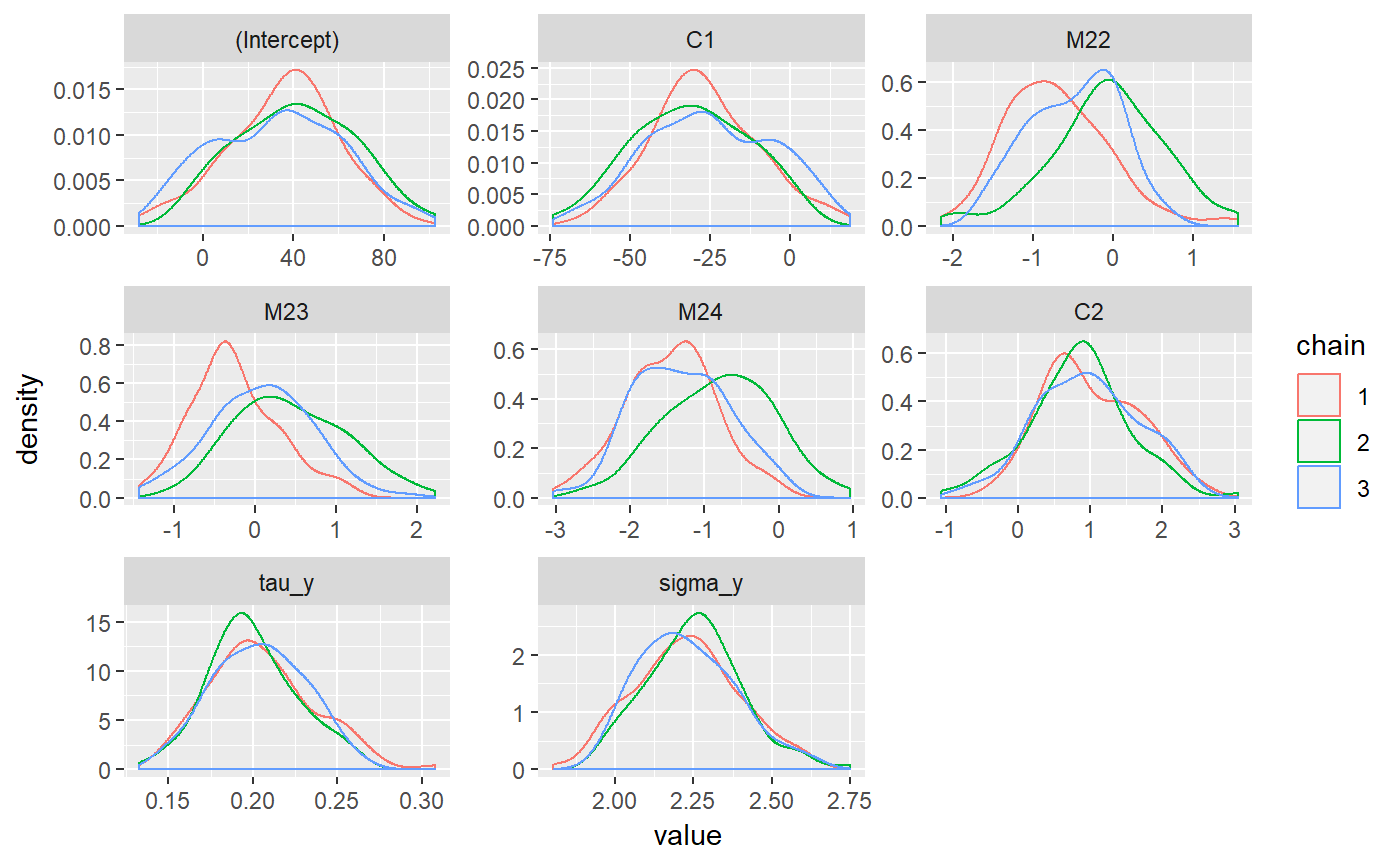 (Intercept)
C1
M22
0.015
0.010
0.005
0.000
0 40 80
0.025
0.020
0.015
0.010
0.005
0.000
-75 -50 -25 0
0.6
0.4
0.2
0.0
-2 -1 0 1
M23
M24
C2
0.8
0.6
0.4
0.2
0.0
-1 0 1 2
0.6
0.4
0.2
0.0
-3 -2 -1 0 1
0.6
0.4
0.2
0.0
-1 0 1 2 3
tau_y
sigma_y
15
10
5
0
0.15 0.20 0.25 0.30
2
1
0
2.00 2.25 2.50 2.75
density
value
chain
1
2
3